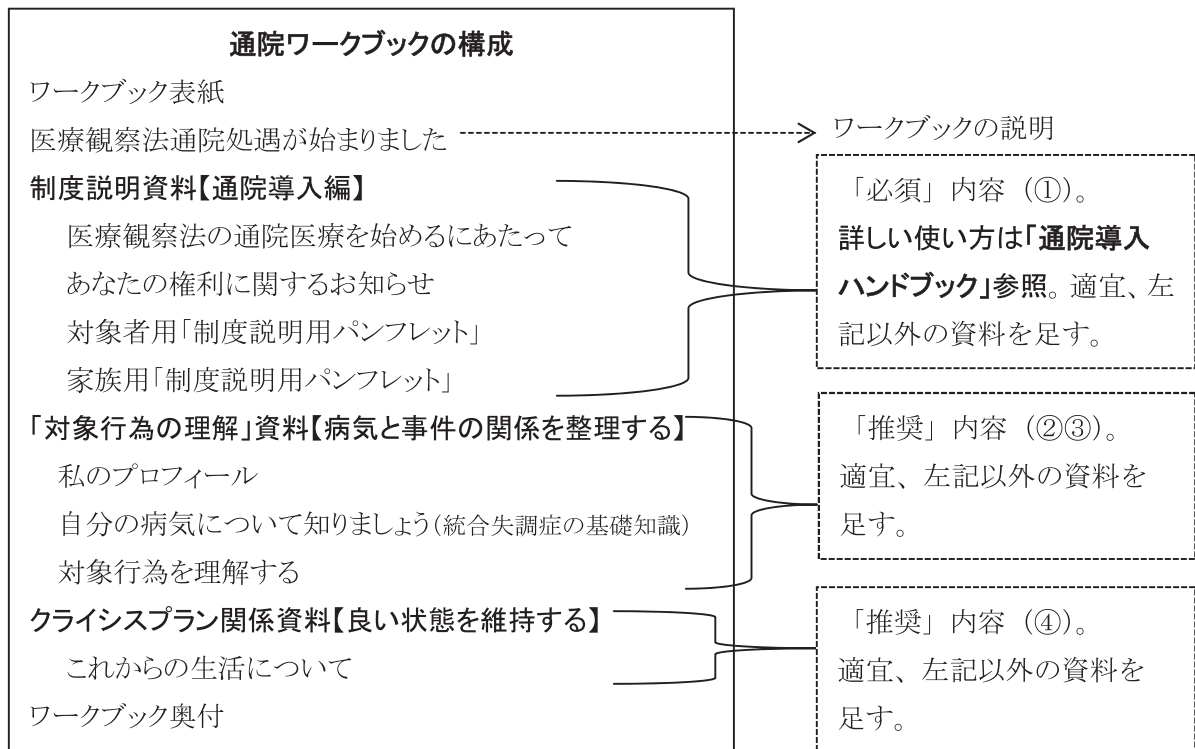 通院ワークブックの構成
ワークブック表紙
医療観察法通院処遇が始まりました
ワークブックの説明
制度説明資料【通院導入編】
医療観察法の通院医療を始めるにあたって
あなたの権利に関するお知らせ
対象者用「制度説明用パンフレット」
家族用「制度説明用パンフレット」
「必須」内容（①）。
詳しい使い方は「通院導入
ハンドブック」参照。適宜、左
記以外の資料を足す。
「対象行為の理解」資料【病気と事件の関係を整理する】
私のプロフィール
自分の病気について知りましょう（統合失調症の基礎知識）
対象行為を理解する
「推奨」内容（②③）。
適宜、左記以外の資料を
足す。
クライシスプラン関係資料【良い状態を維持する】
これからの生活について
「推奨」内容（④）。
適宜、左記以外の資料を
足す。
ワークブック奥付